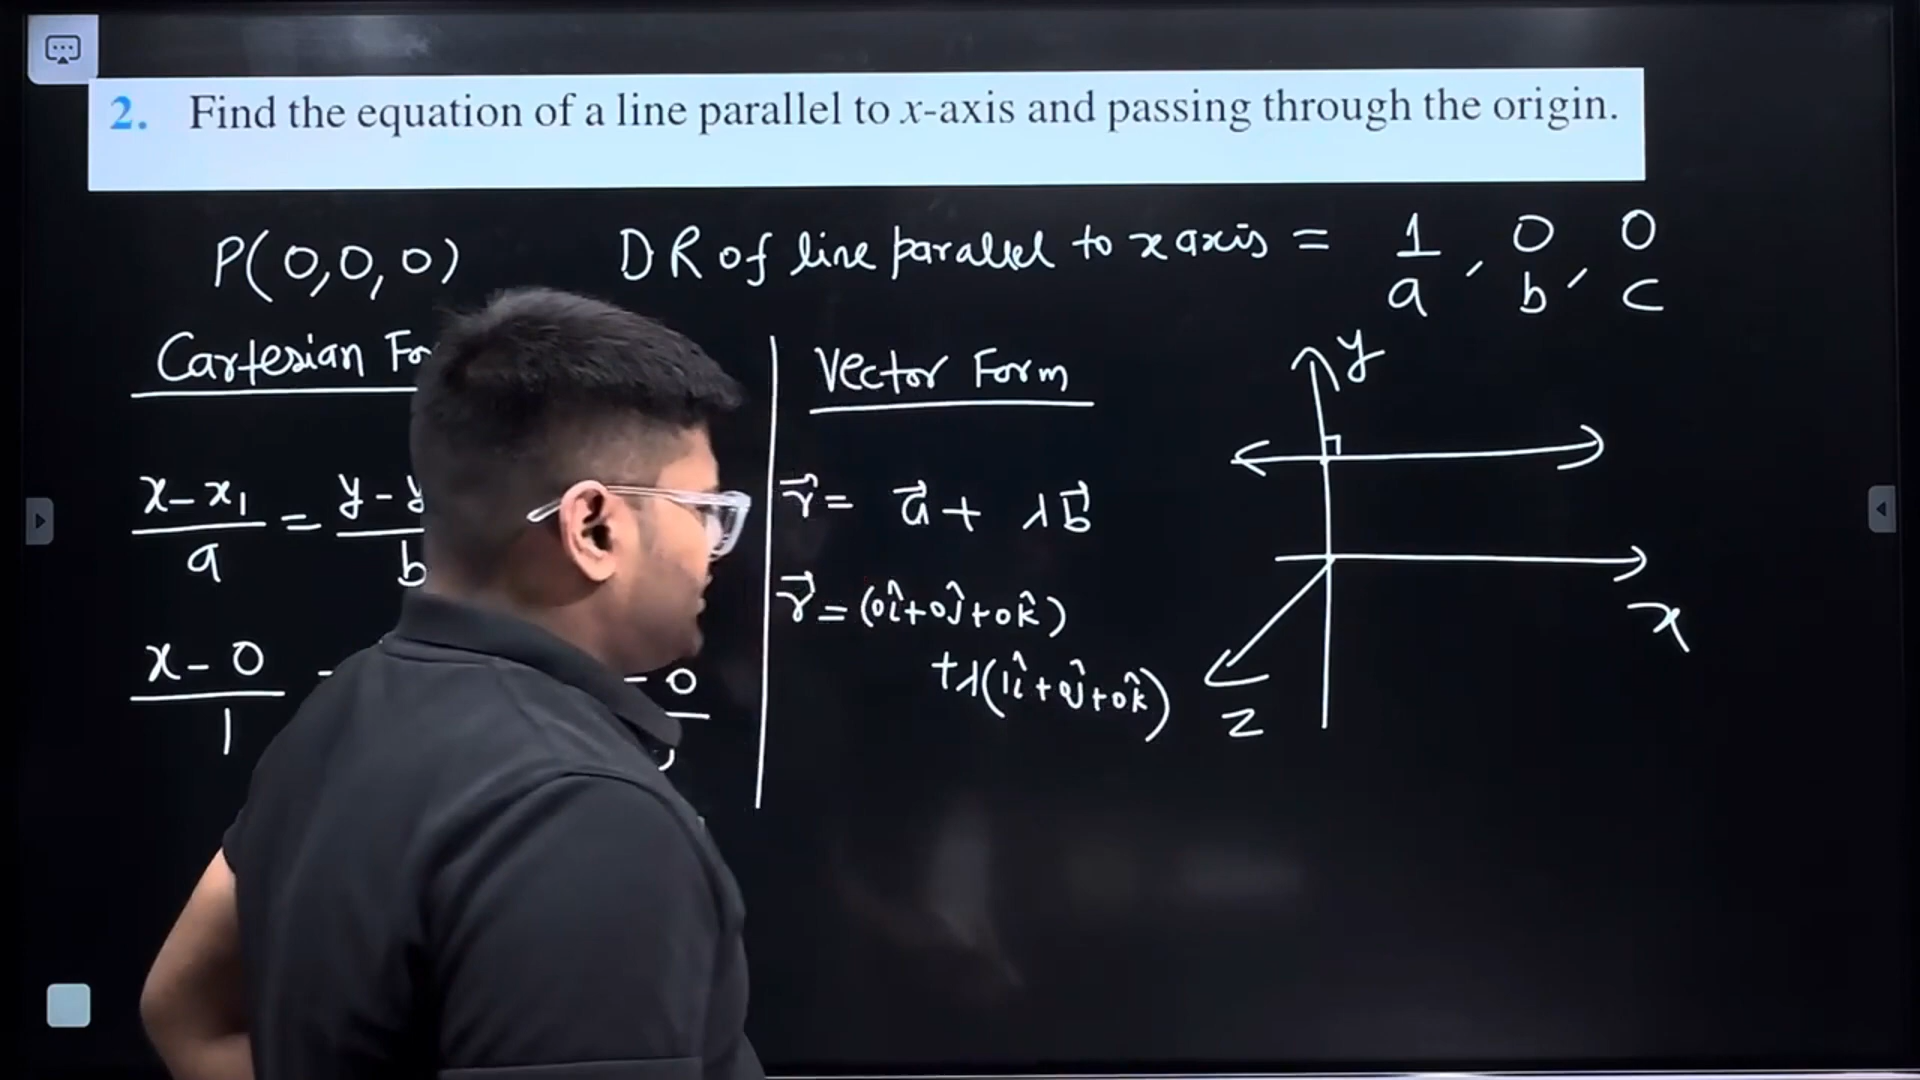 2. Find the equation of a line parallel to x-axis and passing through the origin.
P(0,0,0) DR of line parallel to x axis = 1/a, 0/b, 0/c
Cartesian Fo
(x-x₁)/a = (y-y)/b
(x-0)/1 - -0
Vector Form
r⃗ = a⃗ + λb⃗
r⃗ = (0î+0ĵ+0k̂)
+λ(1î+0ĵ+0k̂)
y
x
z